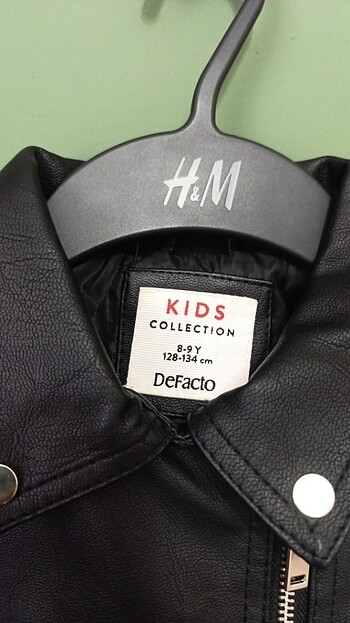 H&M
KIDS
COLLECTION
8-9 Y
128-134 cm
DeFacto